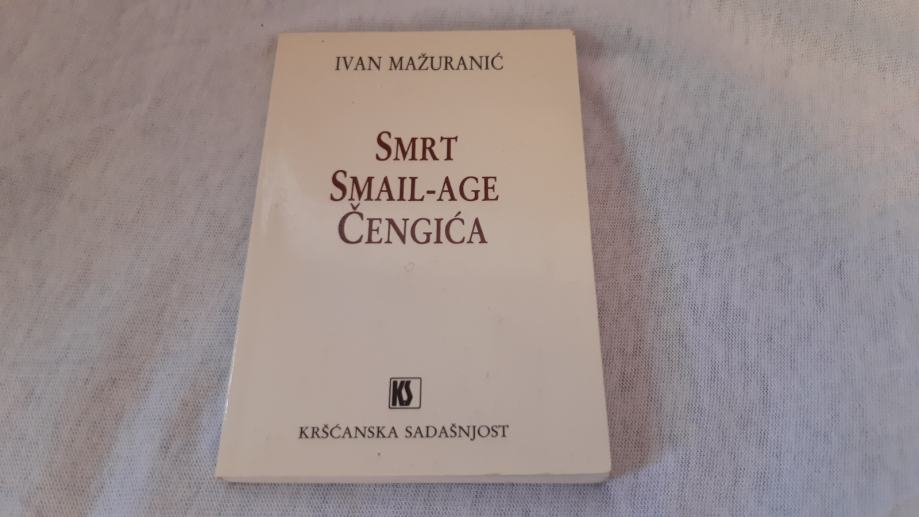 IVAN MAŽURANIĆ
SMRT
SMAIL-AGE
ČENGIĆA
KS
KRŠĆANSKA SADAŠNJOST